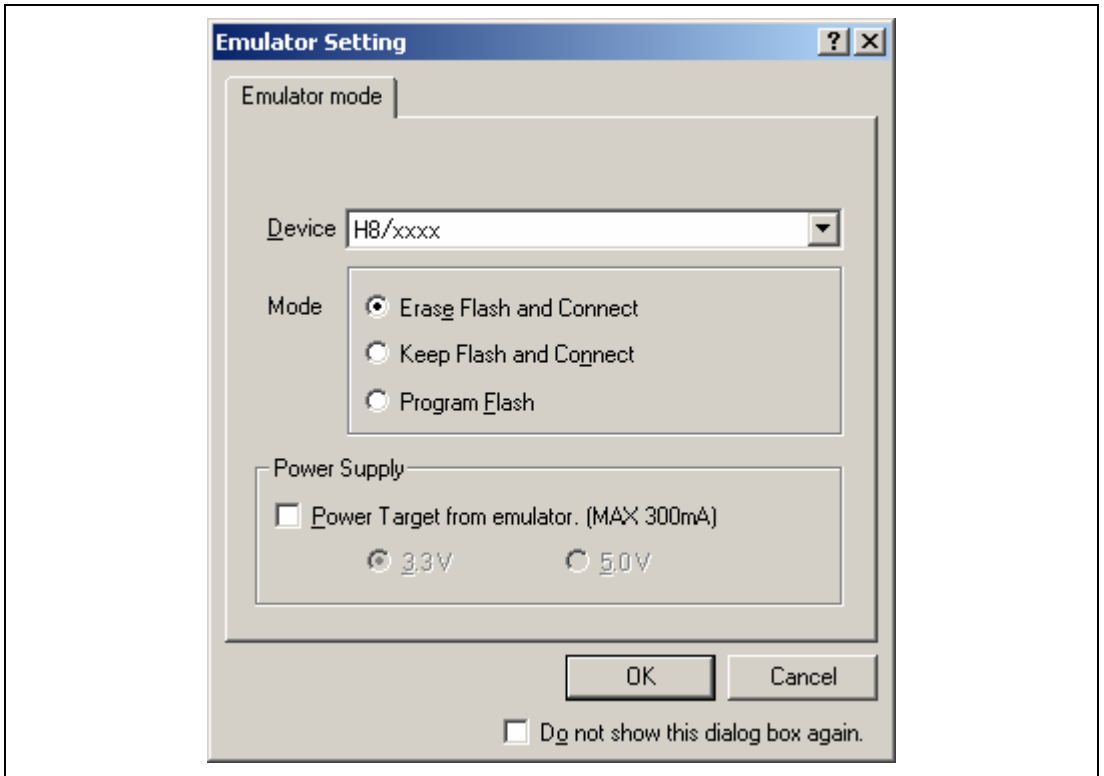 Emulator Setting
Emulator mode
Device H8/xxxx
Mode
Erase Flash and Connect
Keep Flash and Connect
Program Flash
Power Supply
Power Target from emulator. (MAX 300mA)
3.3V 5.0V
OK Cancel
Do not show this dialog box again.